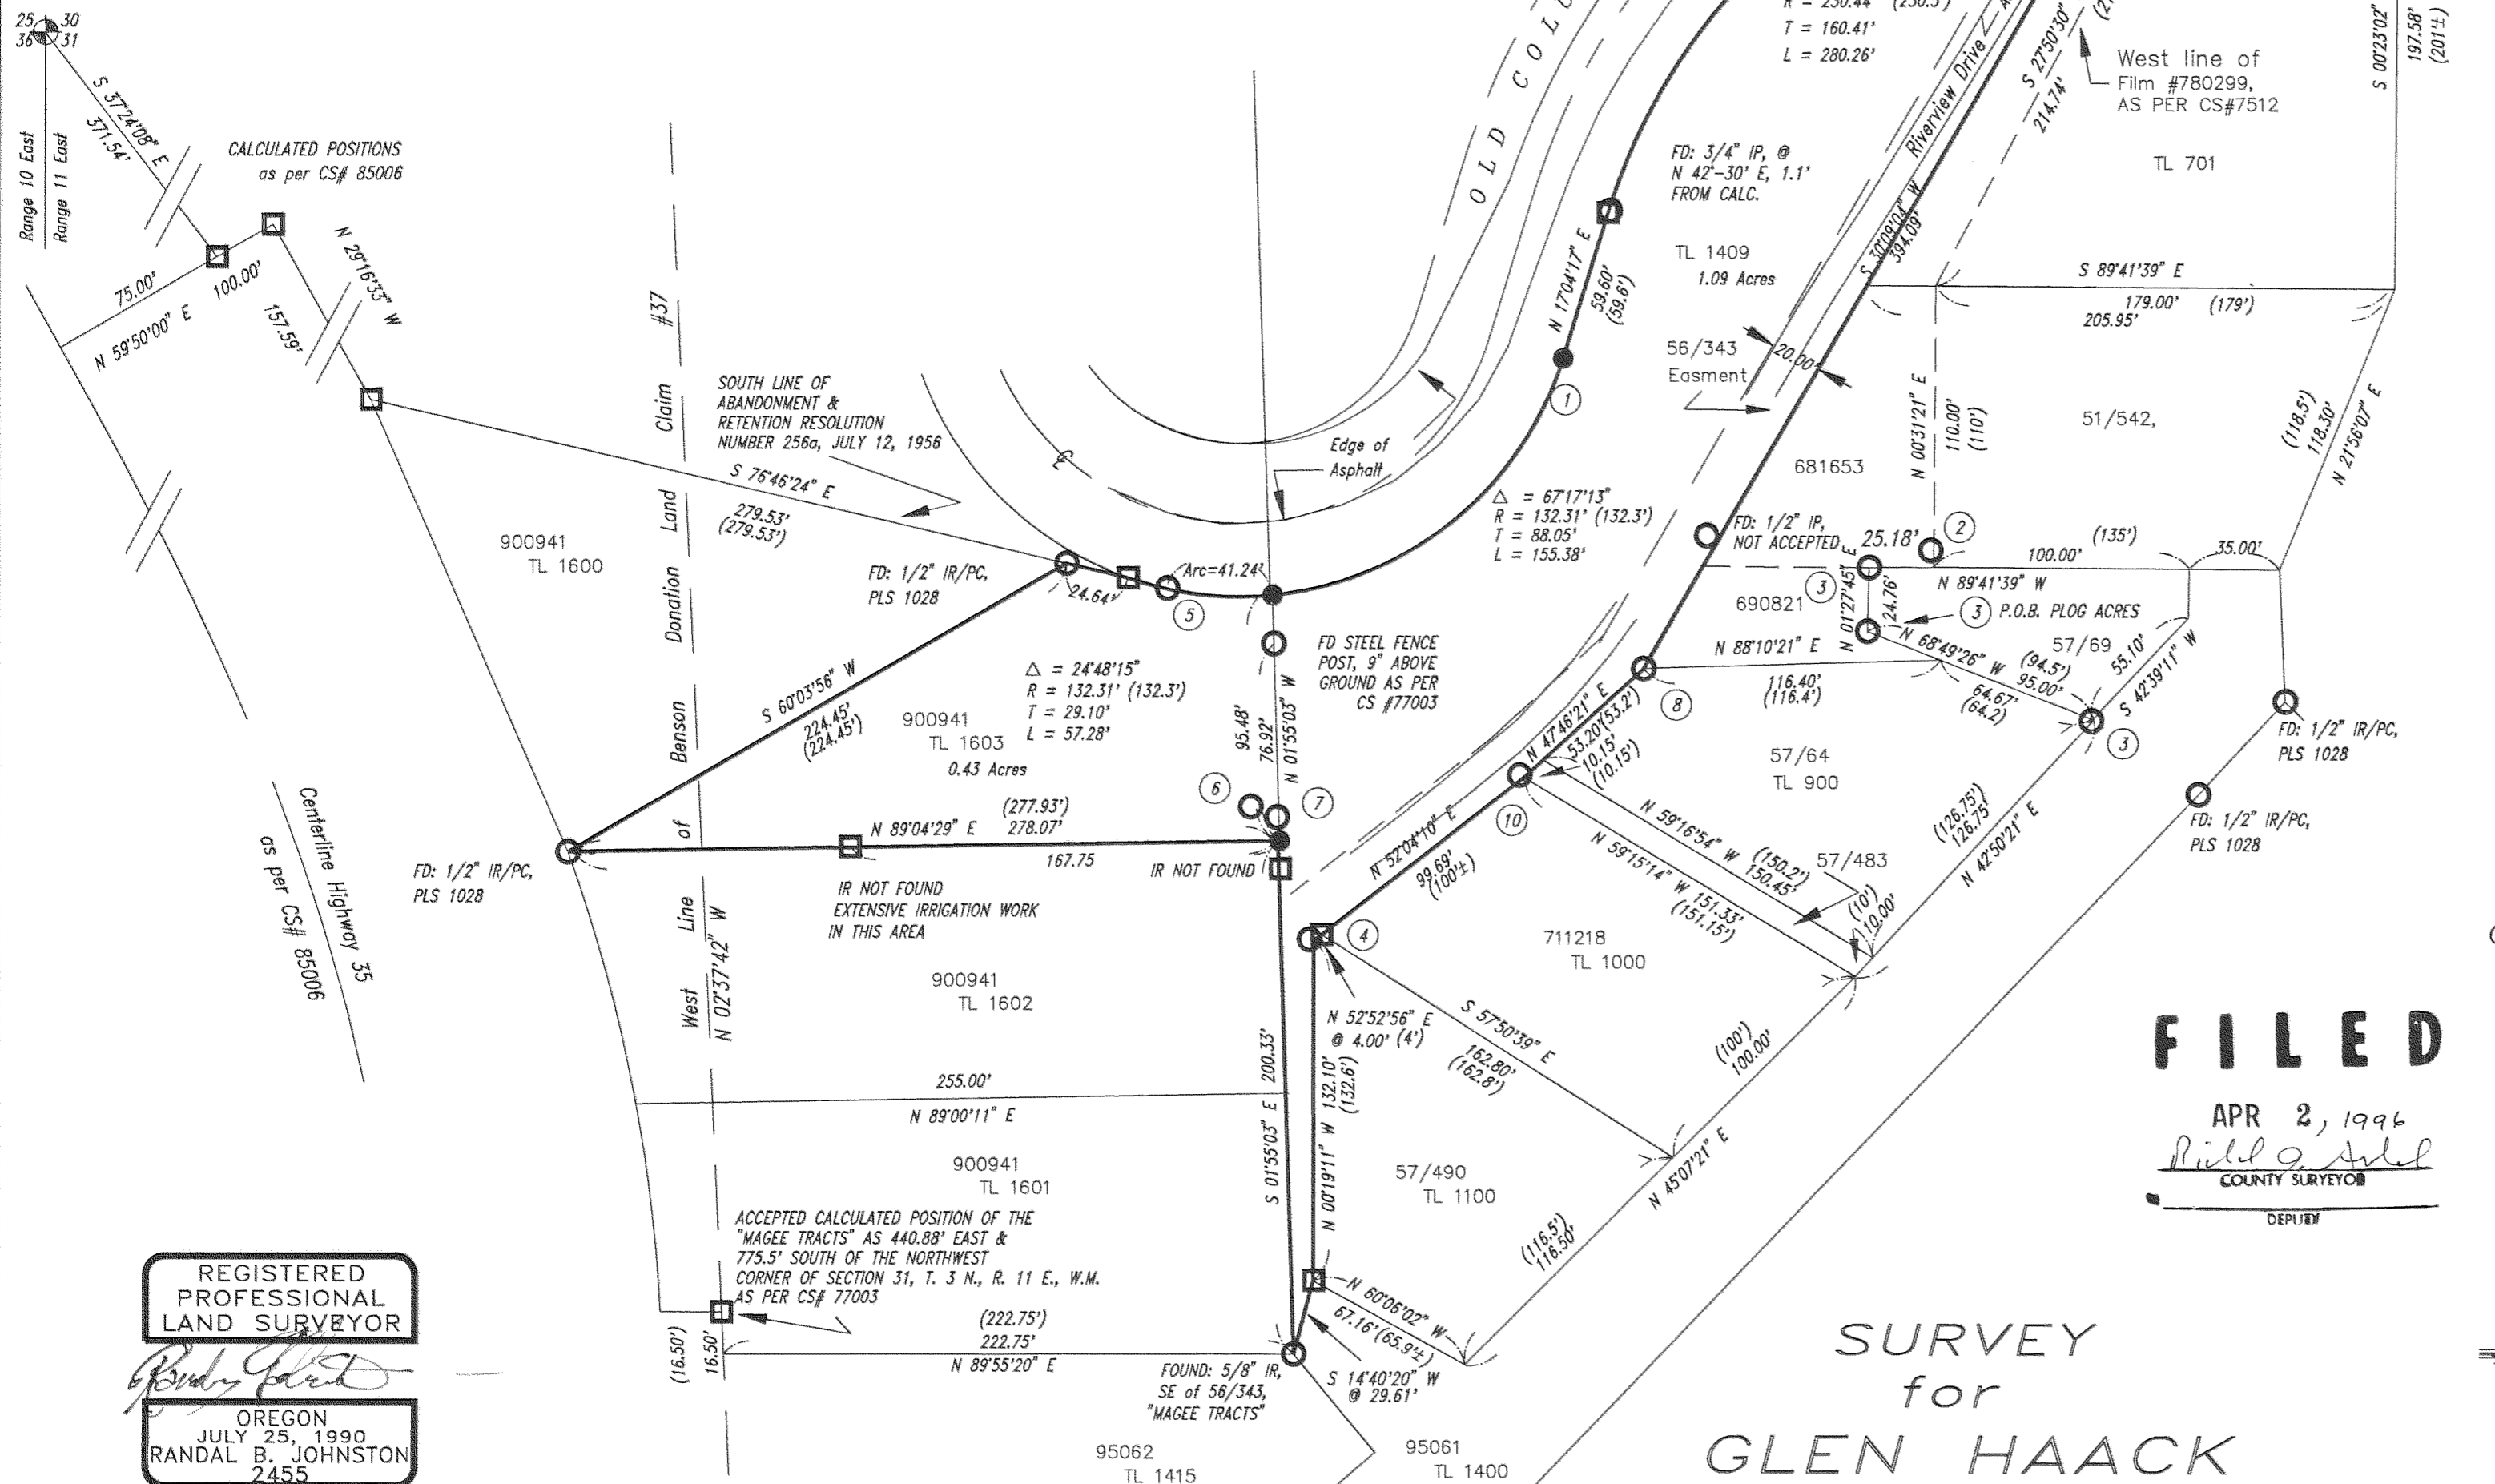 25 30
36 31
Range 10 East
Range 11 East
S 37°24'08" E
371.54'
CALCULATED POSITIONS
as per CS# 85006
75.00'
100.00'
N 59°50'00" E
N 29°16'33" W
157.59'
Centerline Highway 35
as per CS# 85006
West Line of Benson Donation Land Claim #37
N 02°37'42" W
SOUTH LINE OF
ABANDONMENT &
RETENTION RESOLUTION
NUMBER 256a, JULY 12, 1956
S 76°46'24" E
279.53'
(279.53')
900941
TL 1600
FD: 1/2" IR/PC,
PLS 1028
24.64'
Arc=41.24'
5
S 60°03'56" W
224.45'
(224.45')
Δ = 24°48'15"
R = 132.31' (132.3')
T = 29.10'
L = 57.28'
900941
TL 1603
0.43 Acres
(277.93')
N 89°04'29" E 278.07'
167.75
FD: 1/2" IR/PC,
PLS 1028
IR NOT FOUND
EXTENSIVE IRRIGATION WORK
IN THIS AREA
IR NOT FOUND
6
7
95.48'
76.92'
N 01°55'03" W
FD STEEL FENCE
POST, 9" ABOVE
GROUND AS PER
CS #77003
900941
TL 1602
255.00'
N 89°00'11" E
900941
TL 1601
ACCEPTED CALCULATED POSITION OF THE
"MAGEE TRACTS" AS 440.88' EAST &
775.5' SOUTH OF THE NORTHWEST
CORNER OF SECTION 31, T. 3 N., R. 11 E., W.M.
AS PER CS# 77003
(16.50')
16.50'
(222.75')
222.75'
N 89°55'20" E
FOUND: 5/8" IR,
SE of 56/343,
"MAGEE TRACTS"
S 01°55'03" E 200.33'
N 00°19'11" W 132.10'
(132.6')
S 14°40'20" W
@ 29.61'
95062
TL 1415
95061
TL 1400
OLD COLU
℄
Edge of
Asphalt
1
N 17°04'17" E
59.60'
(59.6')
R = 230.44' (230.5')
T = 160.41'
L = 280.26'
FD: 3/4" IP, @
N 42°-30' E, 1.1'
FROM CALC.
TL 1409
1.09 Acres
56/343
Easment
20.00'
Riverview Drive
S 30°09'04" W
394.09'
S 27°50'30"
214.74'
West line of
Film #780299,
AS PER CS#7512
TL 701
S 00°23'02"
197.58'
(201'±)
S 89°41'39" E
179.00' (179')
205.95'
N 00°31'21" E
110.00'
(110')
51/542,
(118.5')
118.30'
N 21°56'07" E
681653
Δ = 67°17'13"
R = 132.31' (132.3')
T = 88.05'
L = 155.38'
FD: 1/2" IP,
NOT ACCEPTED
25.18'
2
(135')
100.00'
35.00'
N 89°41'39" W
3
690821
N 01°27'45" E
24.76'
3 P.O.B. PLOG ACRES
57/69
N 68°49'26" W
(94.5')
95.00'
55.10'
S 42°39'11" W
N 88°10'21" E
116.40'
(116.4')
64.67'
(64.2)
3
8
57/64
TL 900
FD: 1/2" IR/PC,
PLS 1028
FD: 1/2" IR/PC,
PLS 1028
N 47°46'21" E
53.20'(53.2')
10.15'
(10.15')
10
N 52°04'10" E
99.69'
(100'±)
N 59°16'54" W (150.2')
150.45'
N 59°15'14" W 151.33'
(151.15')
57/483
(10')
10.00'
(126.75')
126.75'
N 42°50'21" E
4
N 52°52'56" E
@ 4.00' (4')
711218
TL 1000
S 57°50'39" E
162.80'
(162.8')
(100')
100.00'
57/490
TL 1100
N 45°07'21" E
(116.5')
116.50'
N 60°06'02" W
67.16'(65.9'±)
FILED
APR 2, 1996
COUNTY SURVEYOR
DEPUTY
REGISTERED
PROFESSIONAL
LAND SURVEYOR
OREGON
JULY 25, 1990
RANDAL B. JOHNSTON
2455
SURVEY
for
GLEN HAACK